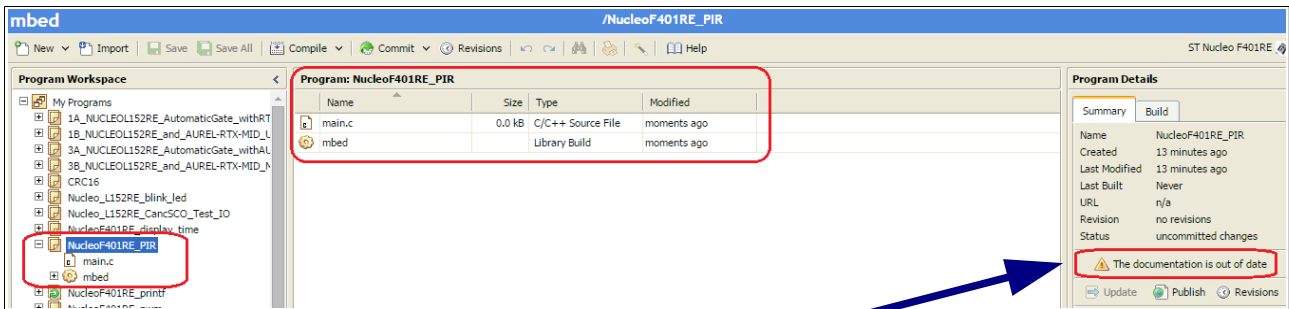 mbed
/NucleoF401RE_PIR
New Import Save Save All Compile Commit Revisions Help ST Nucleo F401RE
Program Workspace <
My Programs
1A_NUCLEOL152RE_AutomaticGate_withRT
1B_NUCLEOL152RE_and_AUREL-RTX-MID_L
3A_NUCLEOL152RE_AutomaticGate_withAU
3B_NUCLEOL152RE_and_AUREL-RTX-MID_M
CRC16
Nucleo_L152RE_blink_led
Nucleo_L152RE_CancSCO_Test_IO
NucleoF401RE_display_time
NucleoF401RE_PIR
main.c
mbed
NucleoF401RE_printf
Program: NucleoF401RE_PIR
Name Size Type Modified
main.c 0.0 kB C/C++ Source File moments ago
mbed Library Build moments ago
Program Details
Summary Build
Name NucleoF401RE_PIR
Created 13 minutes ago
Last Modified 13 minutes ago
Last Built Never
URL n/a
Revision no revisions
Status uncommitted changes
The documentation is out of date
Update Publish Revisions